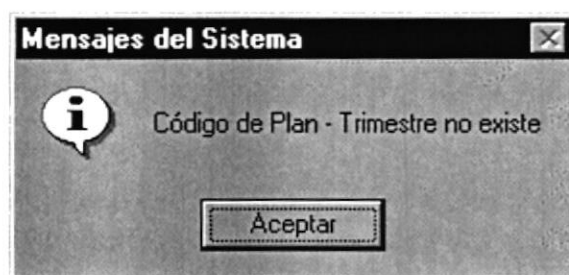 Mensajes del Sistema
Código de Plan - Trimestre no existe
Aceptar